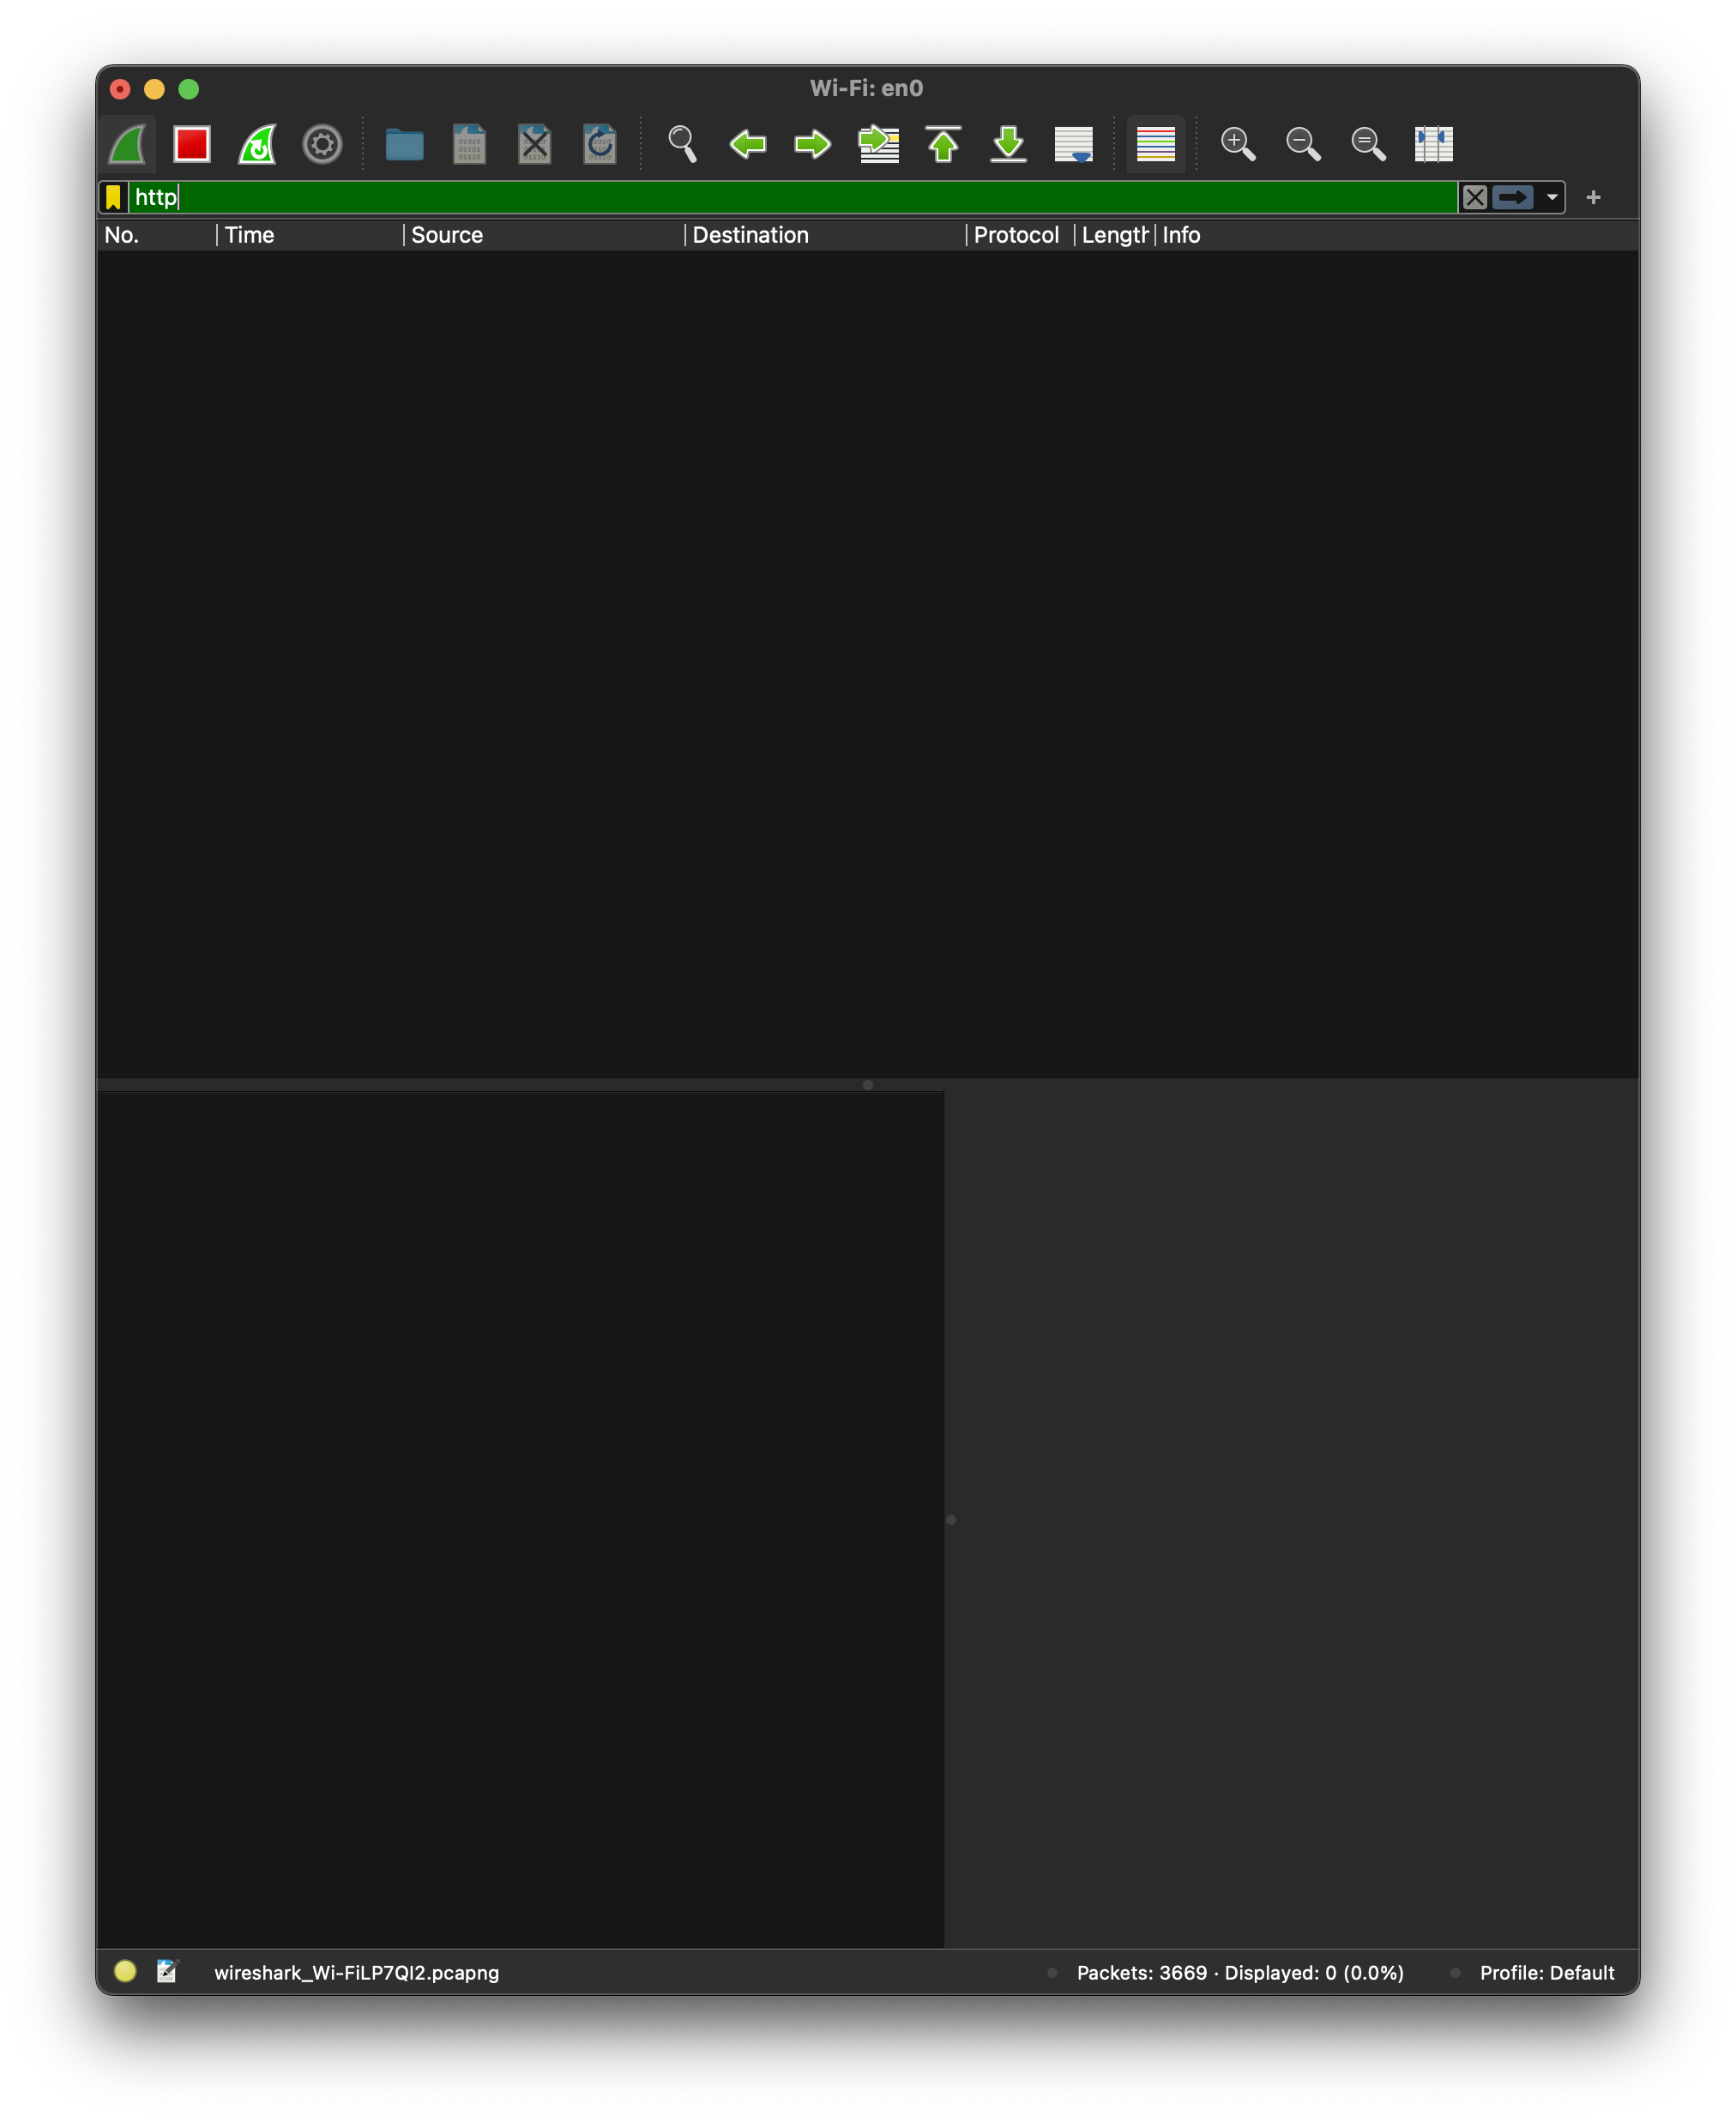 Wi-Fi: en0
http
No. Time Source Destination Protocol Length Info
wireshark_Wi-FiLP7QI2.pcapng Packets: 3669 · Displayed: 0 (0.0%) Profile: Default